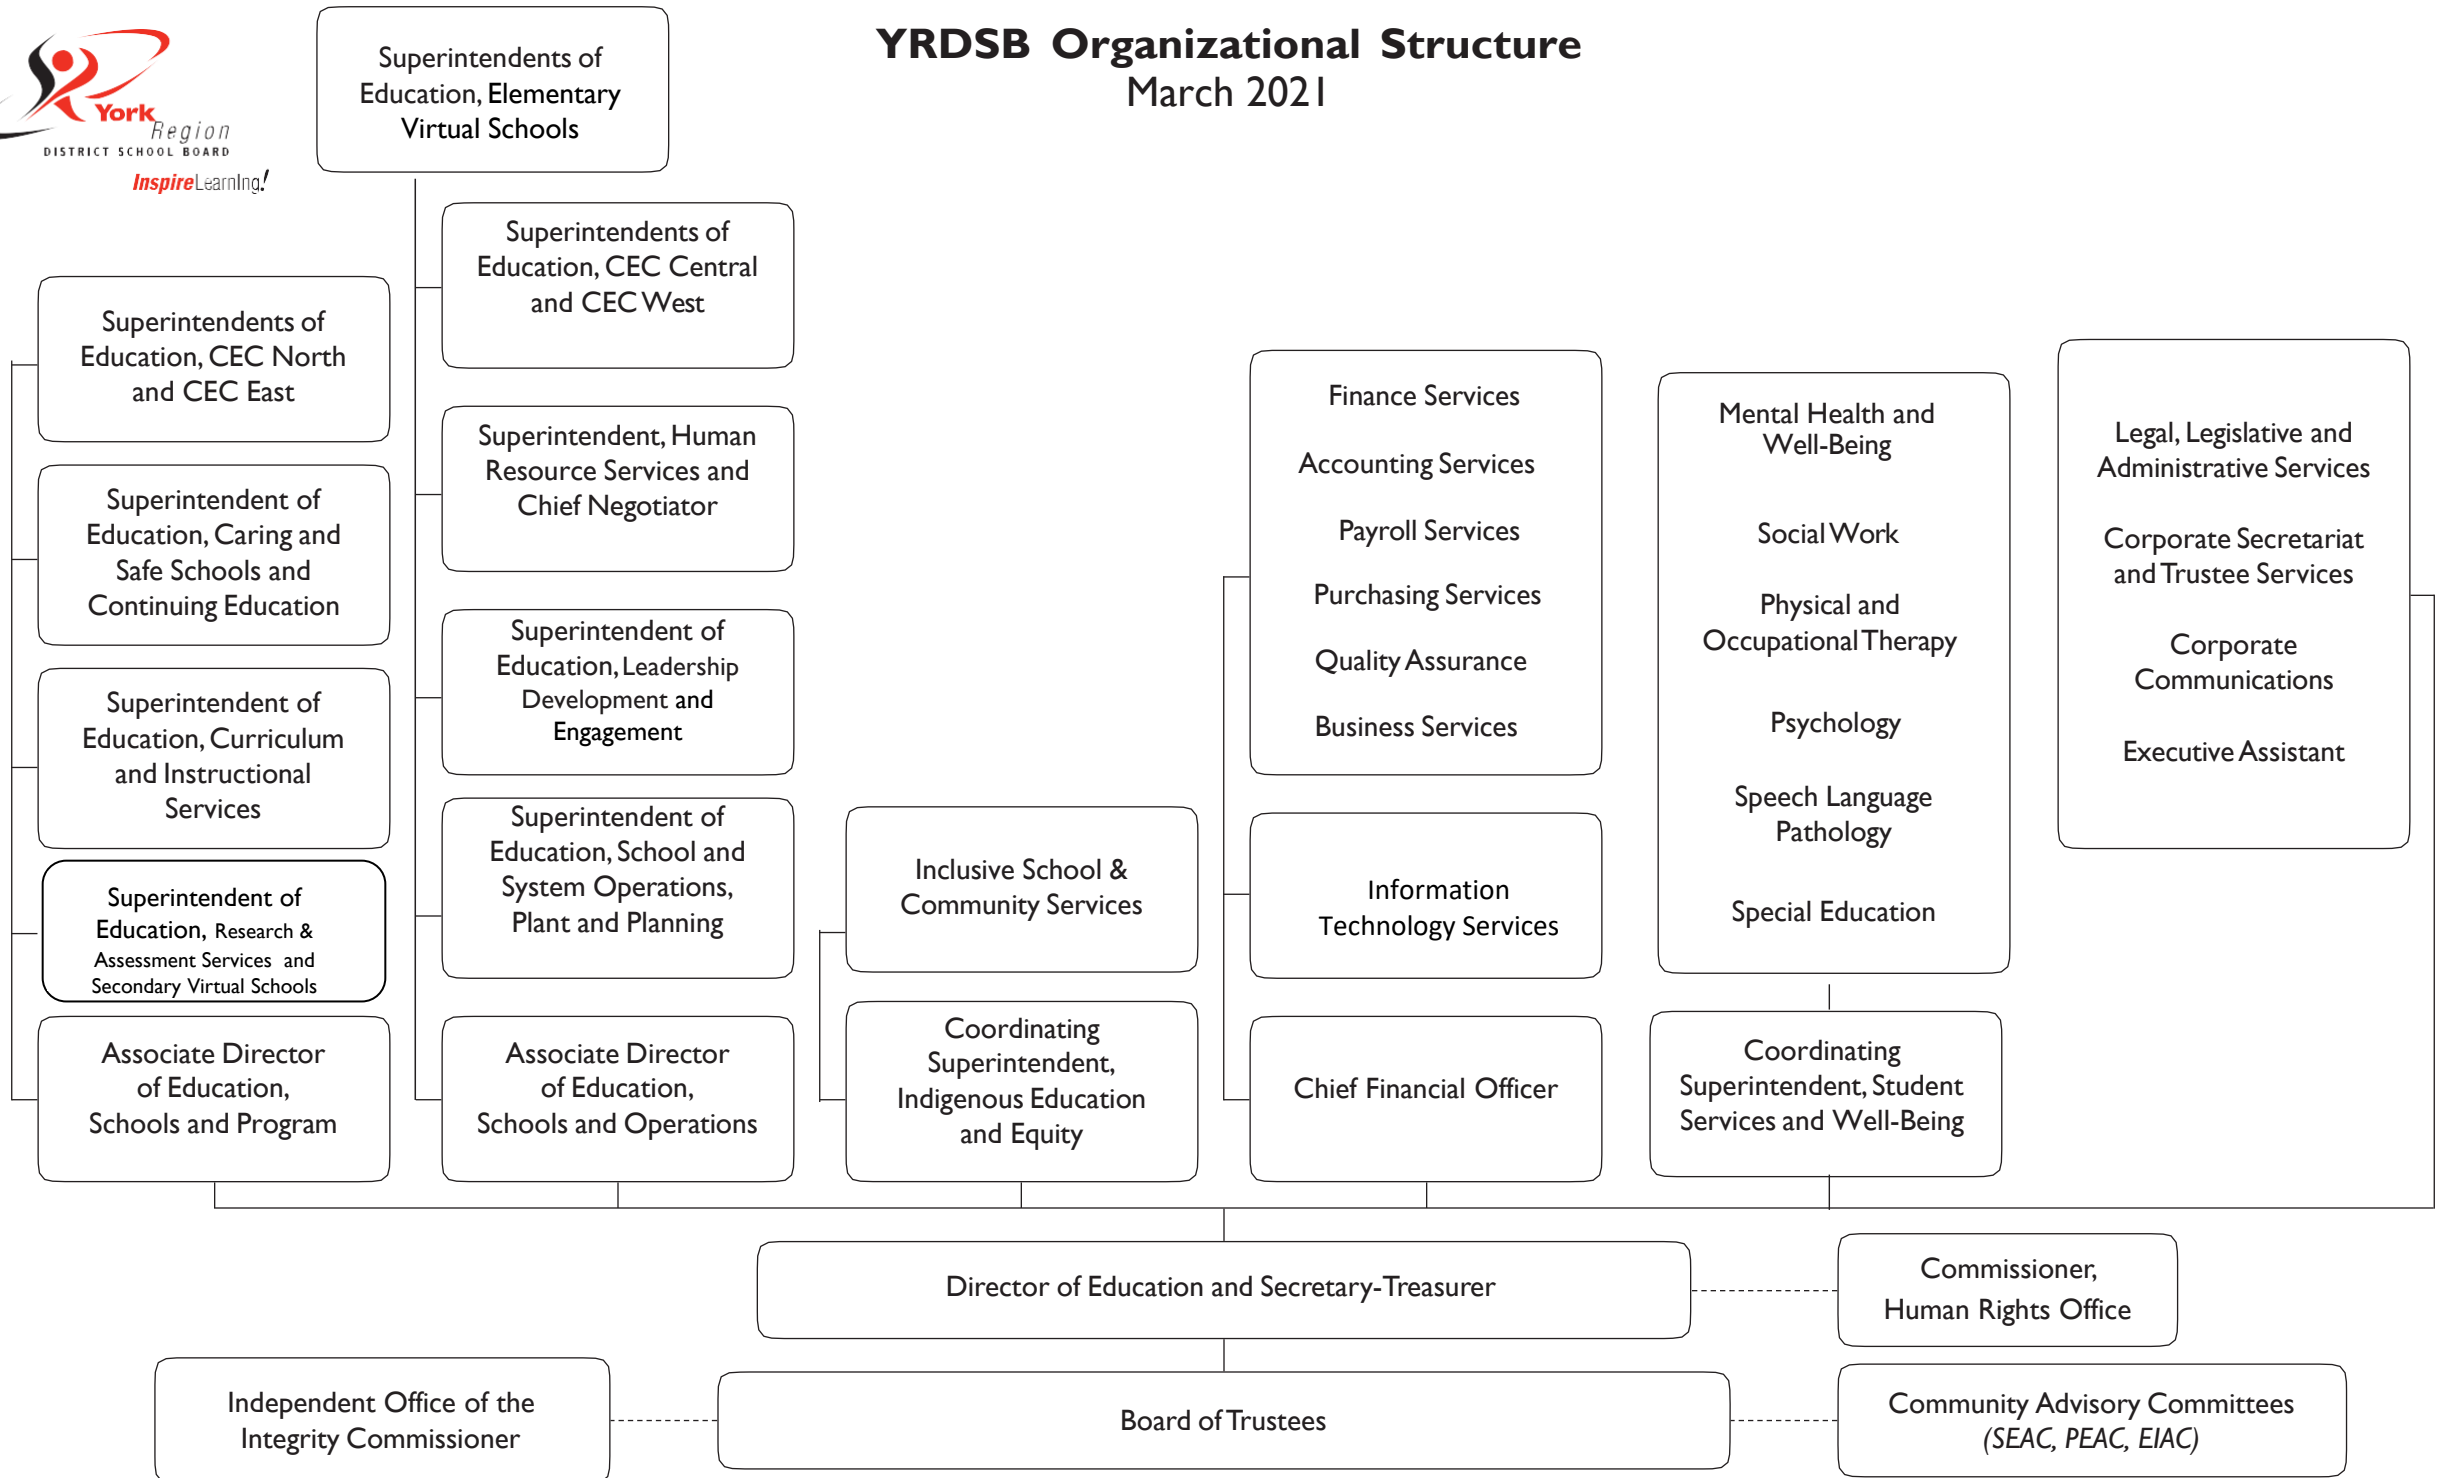 York
Region
DISTRICT SCHOOL BOARD
InspireLearning!
YRDSB Organizational Structure
March 2021
Superintendents of
Education, Elementary
Virtual Schools
Superintendents of
Education, CEC North
and CEC East
Superintendent of
Education, Caring and
Safe Schools and
Continuing Education
Superintendent of
Education, Curriculum
and Instructional
Services
Superintendent of
Education, Research &
Assessment Services and
Secondary Virtual Schools
Associate Director
of Education,
Schools and Program
Superintendents of
Education, CEC Central
and CEC West
Superintendent, Human
Resource Services and
Chief Negotiator
Superintendent of
Education, Leadership
Development and
Engagement
Superintendent of
Education, School and
System Operations,
Plant and Planning
Associate Director
of Education,
Schools and Operations
Inclusive School &
Community Services
Coordinating
Superintendent,
Indigenous Education
and Equity
Finance Services
Accounting Services
Payroll Services
Purchasing Services
Quality Assurance
Business Services
Information
Technology Services
Chief Financial Officer
Mental Health and
Well-Being
Social Work
Physical and
Occupational Therapy
Psychology
Speech Language
Pathology
Special Education
Coordinating
Superintendent, Student
Services and Well-Being
Legal, Legislative and
Administrative Services
Corporate Secretariat
and Trustee Services
Corporate
Communications
Executive Assistant
Director of Education and Secretary-Treasurer
Commissioner,
Human Rights Office
Independent Office of the
Integrity Commissioner
Board of Trustees
Community Advisory Committees
(SEAC, PEAC, EIAC)